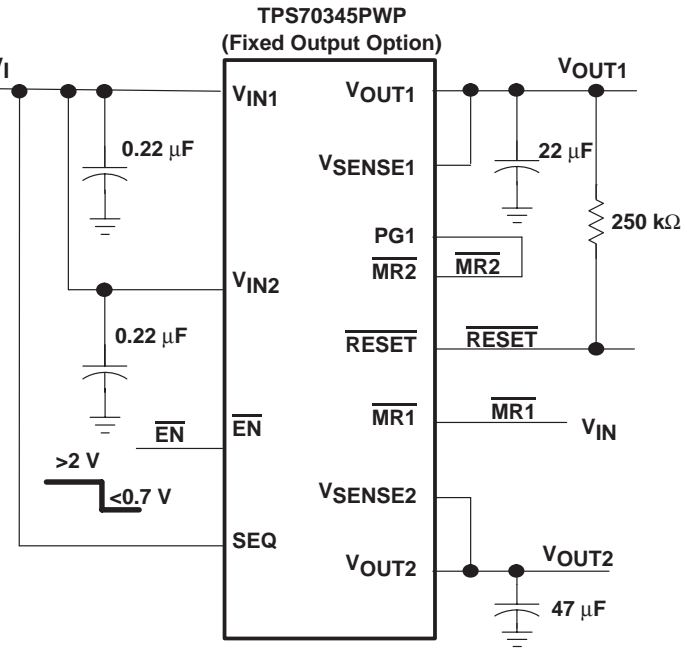 TPS70345PWP
(Fixed Output Option)
VI
VIN1
VOUT1
VOUT1
0.22 μF
VSENSE1
22 μF
250 kΩ
PG1
MR2
MR2
VIN2
0.22 μF
RESET
RESET
EN
EN
MR1
MR1
VIN
>2 V
<0.7 V
VSENSE2
SEQ
VOUT2
VOUT2
47 μF